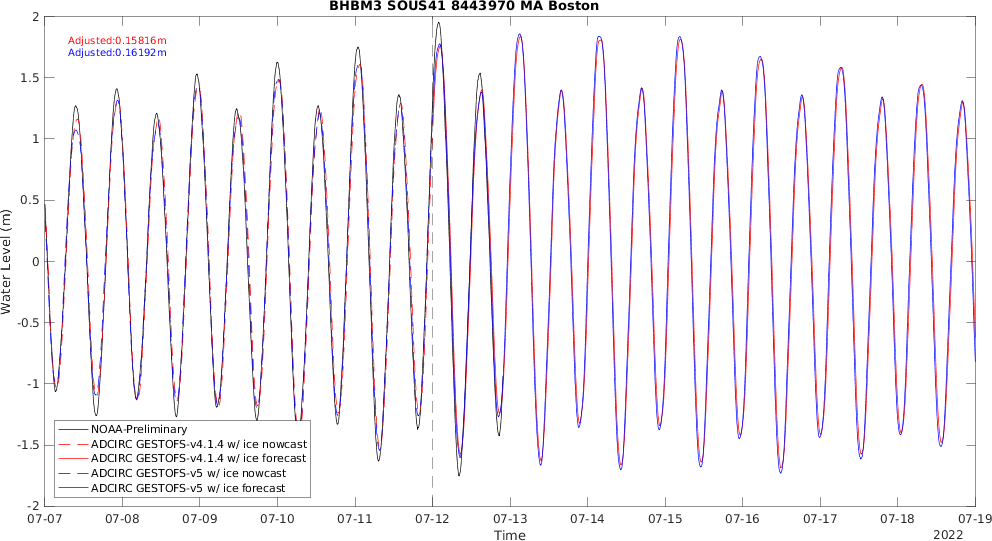 BHBM3 SOUS41 8443970 MA Boston
Adjusted:0.15816m
Adjusted:0.16192m
Water Level (m)
2
1.5
1
0.5
0
-0.5
-1
-1.5
-2
NOAA-Preliminary
ADCIRC GESTOFS-v4.1.4 w/ ice nowcast
ADCIRC GESTOFS-v4.1.4 w/ ice forecast
ADCIRC GESTOFS-v5 w/ ice nowcast
ADCIRC GESTOFS-v5 w/ ice forecast
07-07 07-08 07-09 07-10 07-11 07-12 07-13 07-14 07-15 07-16 07-17 07-18 07-19
Time
2022